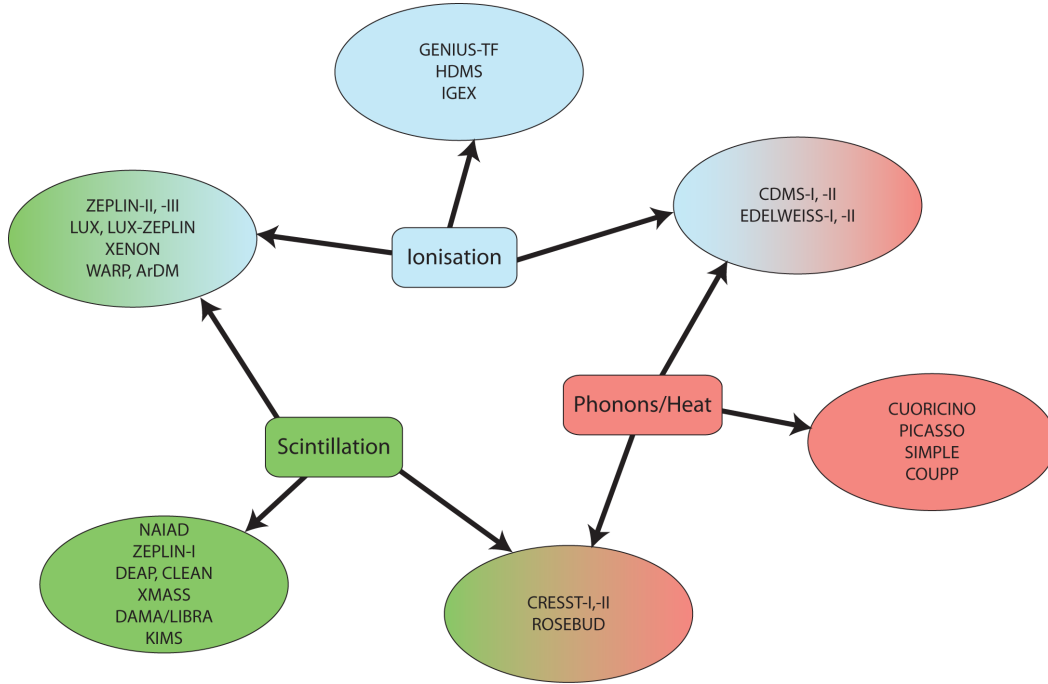 GENIUS-TF
HDMS
IGEX
CDMS-I, -II
EDELWEISS-I, -II
ZEPLIN-II, -III
LUX, LUX-ZEPLIN
XENON
WARP, ArDM
Ionisation
Phonons/Heat
CUORICINO
PICASSO
SIMPLE
COUPP
Scintillation
NAIAD
ZEPLIN-I
DEAP, CLEAN
XMASS
DAMA/LIBRA
KIMS
CRESST-I,-II
ROSEBUD